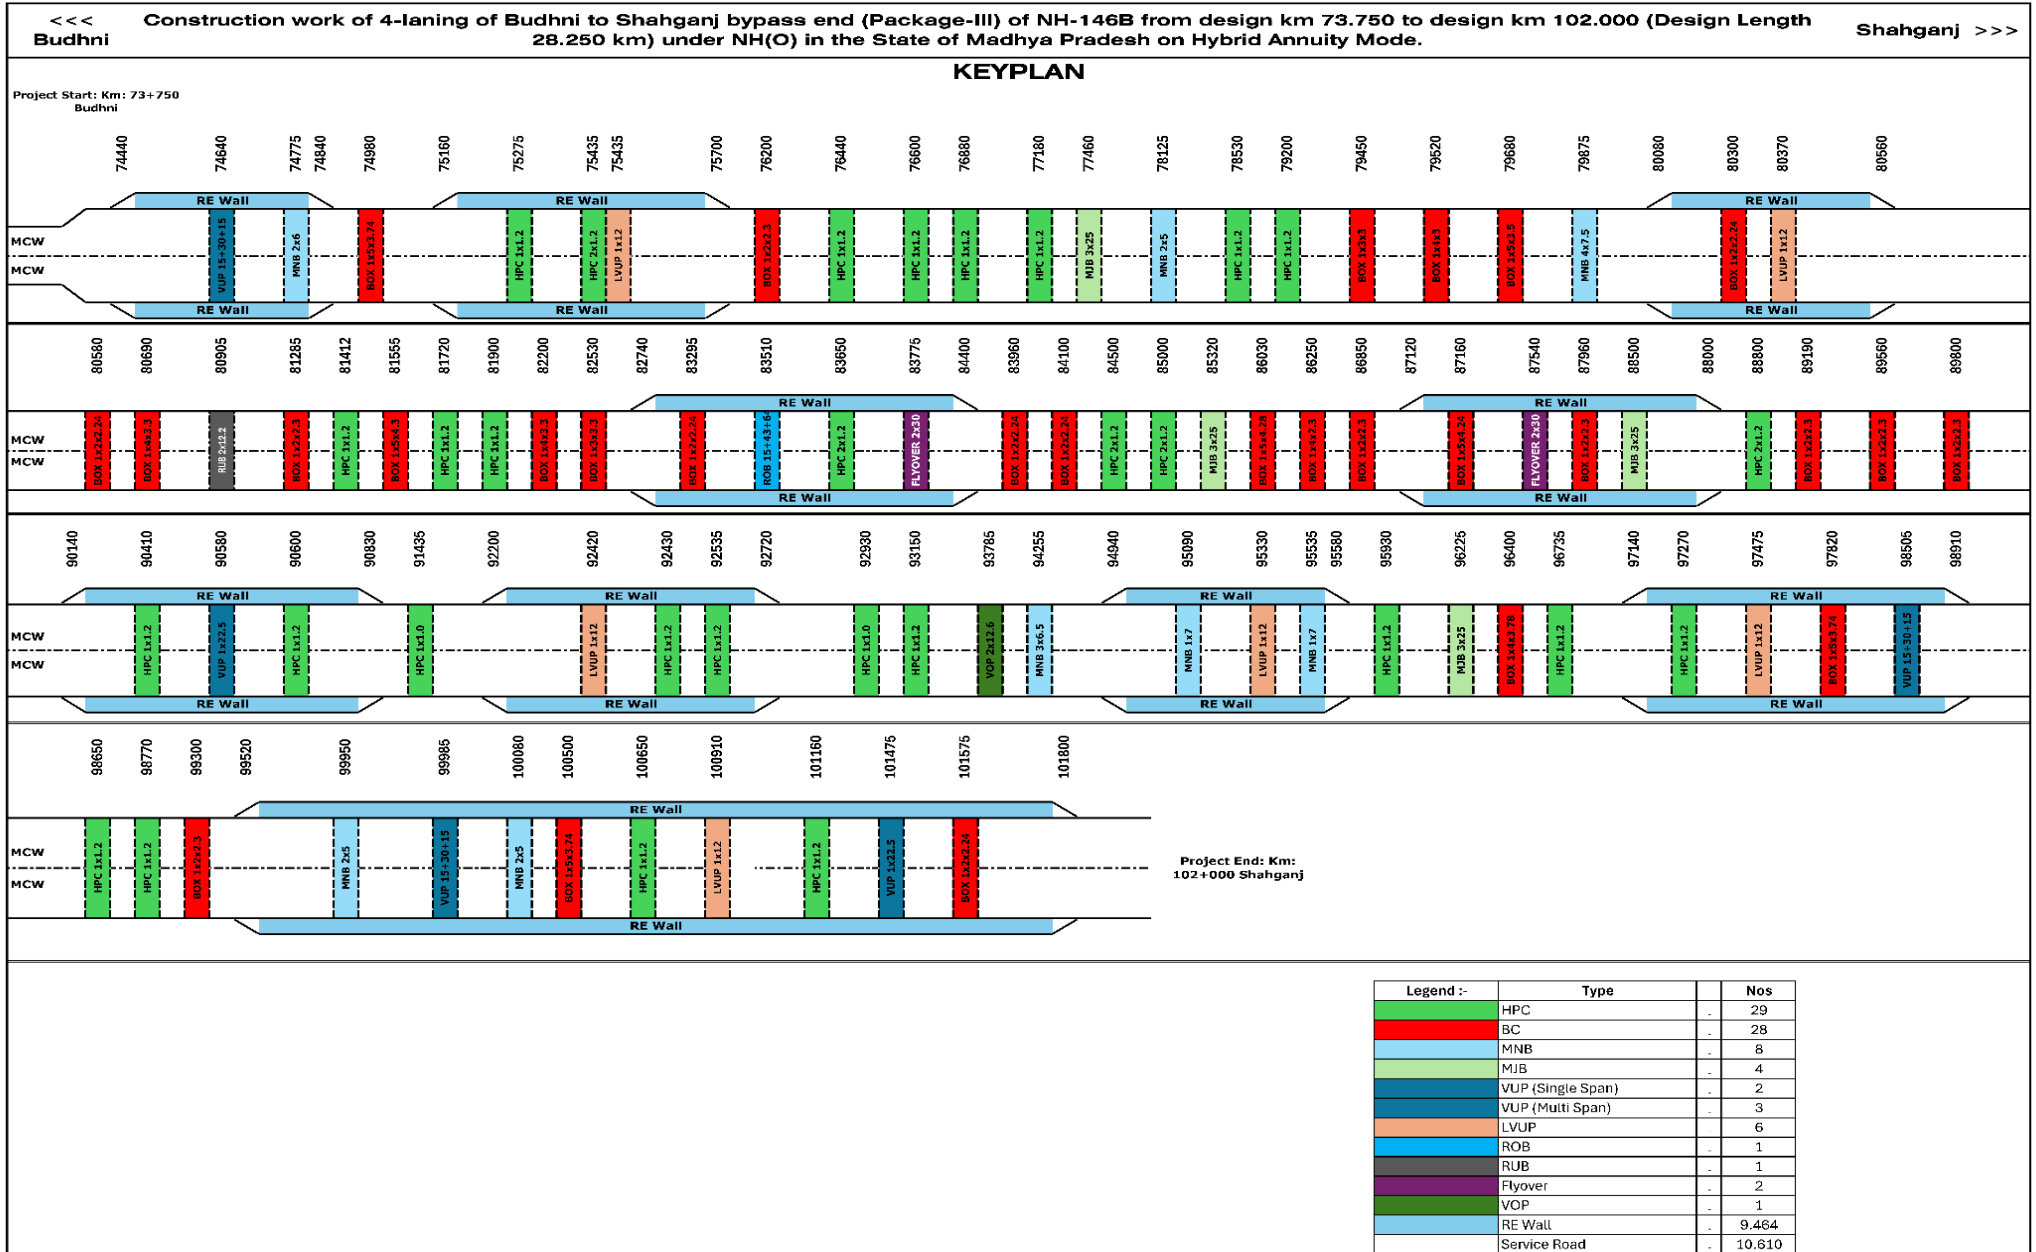 <<<
Budhni
Construction work of 4-laning of Budhni to Shahganj bypass end (Package-III) of NH-146B from design km 73.750 to design km 102.000 (Design Length
28.250 km) under NH(O) in the State of Madhya Pradesh on Hybrid Annuity Mode.
Shahganj >>>
KEYPLAN
Project Start: Km: 73+750
Budhni
74440 74640 74775 74840 74980 75160 75275 75435 75435 75700 76200 76440 76600 76880 77180 77460 78125 78530 79200 79450 79520 79680 79875 80080 80300 80370 80560
RE Wall RE Wall RE Wall
MCW
MCW
VUP 15+30+15 MNB 2x6 BOX 1x5x3.74 HPC 1x1.2 HPC 2x1.2 LVUP 1x12 BOX 1x2x2.3 HPC 1x1.2 HPC 1x1.2 HPC 1x1.2 HPC 1x1.2 MJB 3x25 MNB 2x5 HPC 1x1.2 HPC 1x1.2 BOX 1x3x3 BOX 1x4x3 BOX 1x5x3.5 MNB 4x7.5 BOX 1x2x2.24 LVUP 1x12
RE Wall RE Wall RE Wall
80580 80690 80905 81285 81412 81555 81720 81900 82200 82530 82740 83295 83510 83650 83775 84400 83960 84100 84500 85000 85320 86030 86250 86850 87120 87160 87540 87960 88500 88000 88800 89190 89560 89800
RE Wall RE Wall
MCW
MCW
BOX 1x2x2.24 BOX 1x4x3.3 RUB 2x12.2 BOX 1x2x2.3 HPC 1x1.2 BOX 1x5x4.3 HPC 1x1.2 HPC 1x1.2 BOX 1x4x3.3 BOX 1x3x3.3 BOX 1x2x2.24 ROB 15+43+64 HPC 2x1.2 FLYOVER 2x30 BOX 1x2x2.24 BOX 1x2x2.24 HPC 2x1.2 HPC 2x1.2 MJB 3x25 BOX 1x5x4.28 BOX 1x4x2.3 BOX 1x2x2.3 BOX 1x5x4.24 FLYOVER 2x30 BOX 1x2x2.3 MJB 3x25 HPC 2x1.2 BOX 1x2x2.3 BOX 1x2x2.3 BOX 1x2x2.3
RE Wall RE Wall
90140 90410 90580 90600 90830 91435 92200 92420 92430 92535 92720 92930 93150 93785 94255 94940 95090 95330 95535 95580 95930 96225 96400 96735 97140 97270 97475 97820 98506 98910
RE Wall RE Wall RE Wall RE Wall
MCW
MCW
HPC 1x1.2 VUP 1x22.5 HPC 1x1.2 HPC 1x1.0 LVUP 1x12 HPC 1x1.2 HPC 1x1.2 HPC 1x1.0 HPC 1x1.2 VOP 2x12.6 MNB 3x6.5 MNB 1x7 LVUP 1x12 MNB 1x7 HPC 1x1.2 MJB 3x25 BOX 1x4x3.78 HPC 1x1.2 HPC 1x1.2 LVUP 1x12 BOX 1x5x3.74 VUP 15+30+15
RE Wall RE Wall RE Wall RE Wall
98650 98770 99300 99520 99950 99985 100080 100500 100650 100910 101160 101475 101575 101800
RE Wall
MCW
MCW
HPC 1x1.2 HPC 1x1.2 BOX 1x2x2.3 MNB 2x5 VUP 15+30+15 MNB 2x5 BOX 1x5x3.74 HPC 1x1.2 LVUP 1x12 HPC 1x1.2 VUP 1x22.5 BOX 1x2x2.24
RE Wall
Project End: Km:
102+000 Shahganj
Legend :- Type Nos
HPC . 29
BC . 28
MNB . 8
MJB . 4
VUP (Single Span) . 2
VUP (Multi Span) . 3
LVUP . 6
ROB . 1
RUB . 1
Flyover . 2
VOP . 1
RE Wall . 9.464
Service Road . 10.610